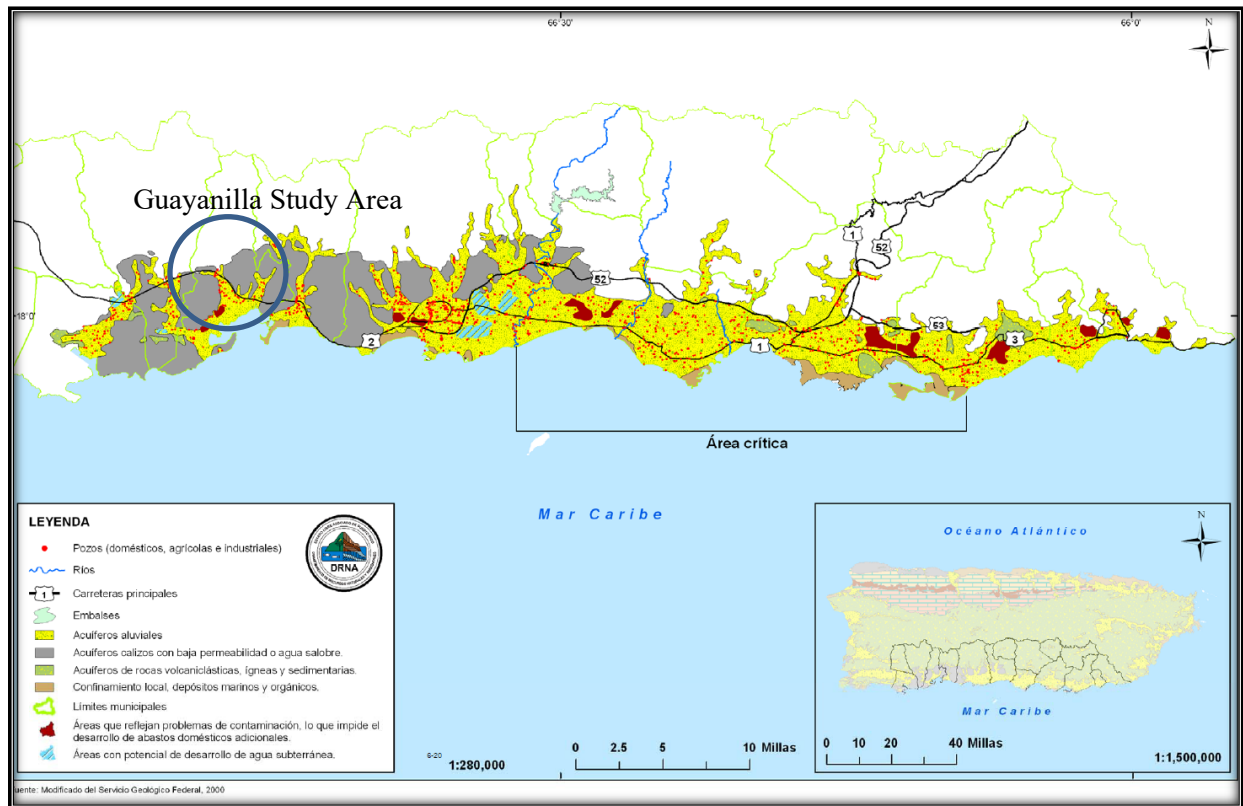 66°30'
66°0'
N
Guayanilla Study Area
1
52
52
18°0'
53
3
2
1
Área crítica
Mar Caribe
LEYENDA
Pozos (domésticos, agrícolas e industriales)
Ríos
1 Carreteras principales
Embalses
Acuíferos aluviales
Acuíferos calizos con baja permeabilidad o agua salobre.
Acuíferos de rocas volcaniclásticas, ígneas y sedimentarias.
Confinamiento local, depósitos marinos y orgánicos.
Límites municipales
Áreas que reflejan problemas de contaminación, lo que impide el
desarrollo de abastos domésticos adicionales.
Áreas con potencial de desarrollo de agua subterránea.
DRNA
6-20
1:280,000
0 2.5 5 10 Millas
N
Océano Atlántico
Mar Caribe
0 10 20 40 Millas
1:1,500,000
uente: Modificado del Servicio Geológico Federal, 2000